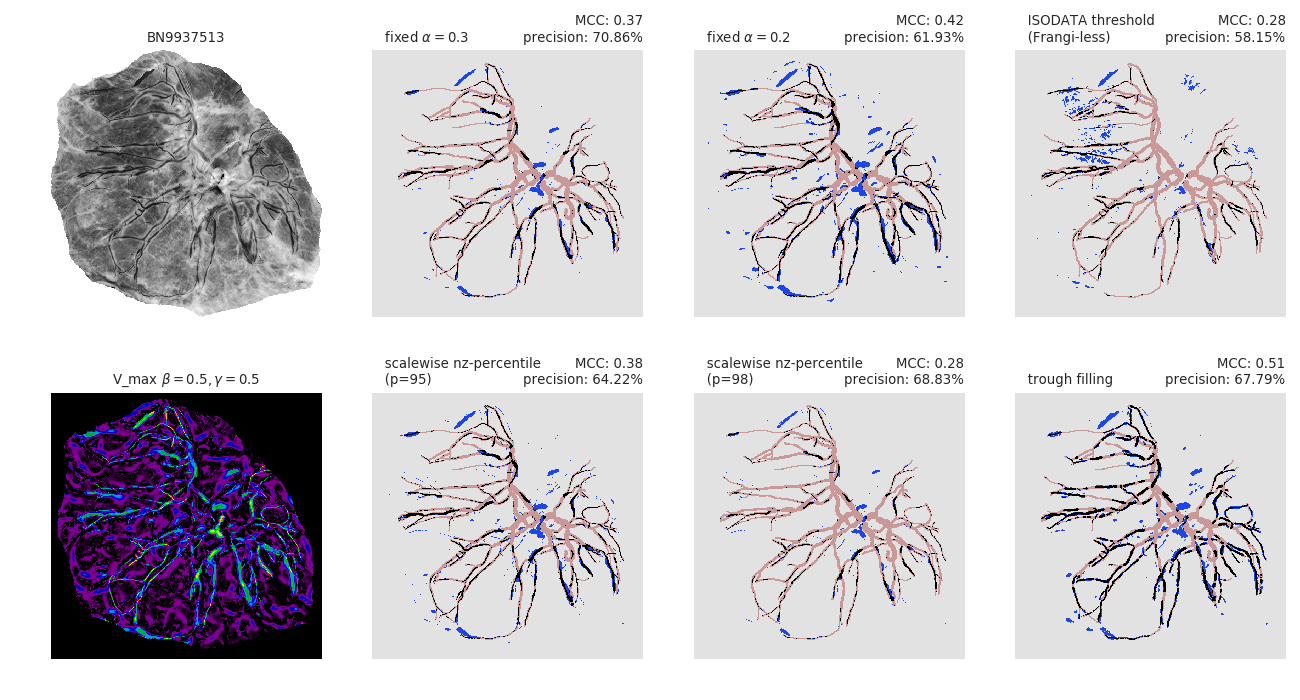 BN9937513
MCC: 0.37
fixed α = 0.3 precision: 70.86%
MCC: 0.42
fixed α = 0.2 precision: 61.93%
ISODATA threshold MCC: 0.28
(Frangi-less) precision: 58.15%
V_max β = 0.5, γ = 0.5
scalewise nz-percentile MCC: 0.38
(p=95) precision: 64.22%
scalewise nz-percentile MCC: 0.28
(p=98) precision: 68.83%
MCC: 0.51
trough filling precision: 67.79%